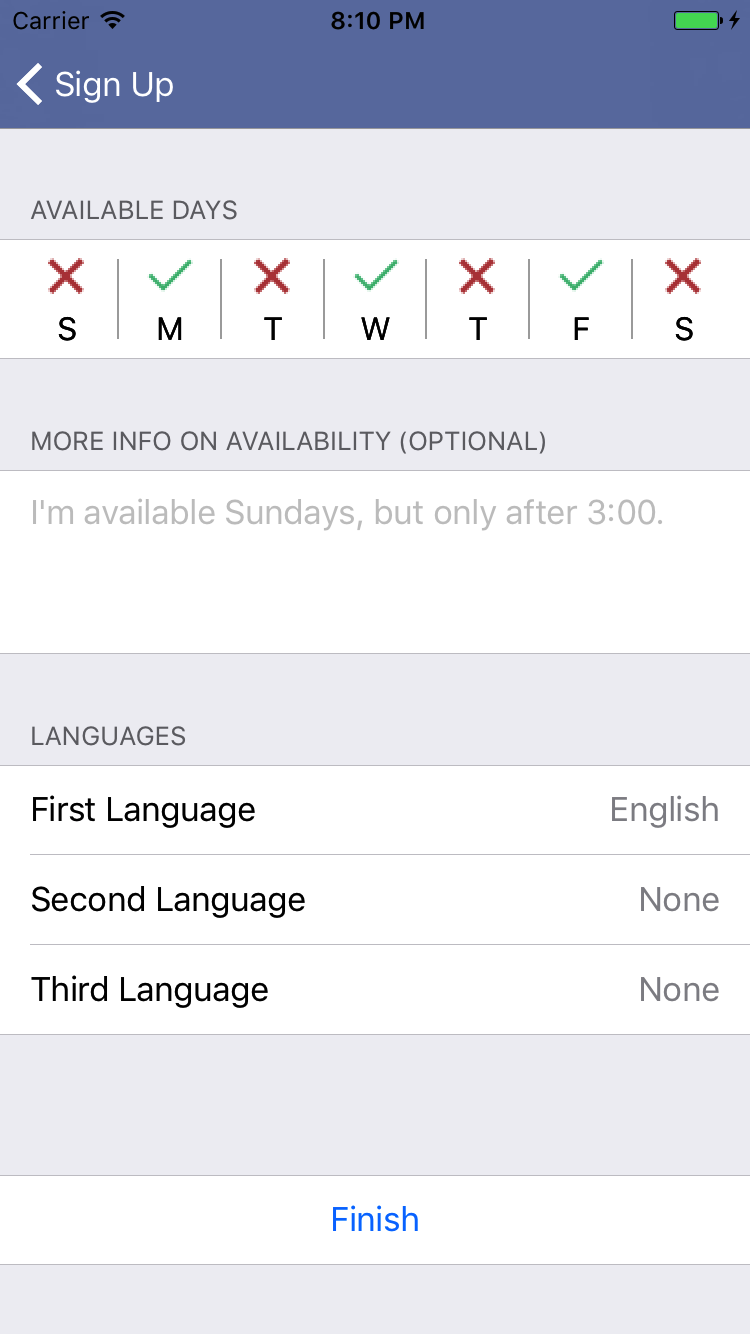 Carrier 8:10 PM
Sign Up
AVAILABLE DAYS
S M T W T F S
MORE INFO ON AVAILABILITY (OPTIONAL)
I'm available Sundays, but only after 3:00.
LANGUAGES
First Language English
Second Language None
Third Language None
Finish